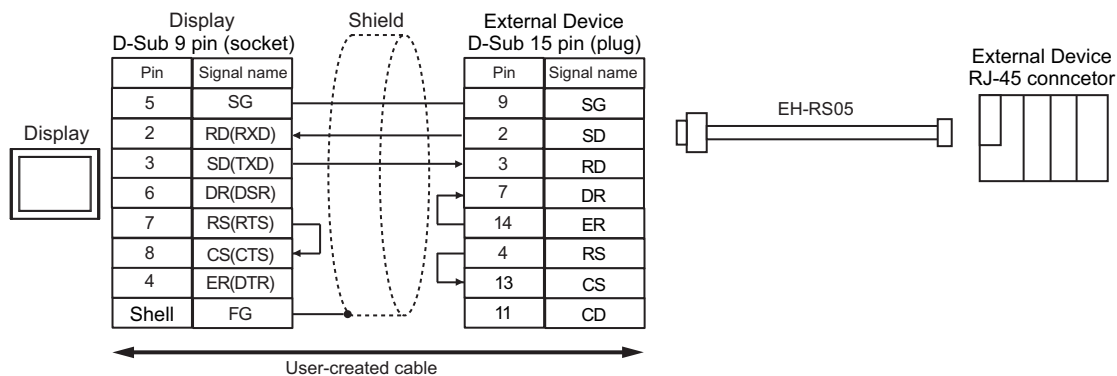 Display
D-Sub 9 pin (socket)
Shield
External Device
D-Sub 15 pin (plug)
External Device
RJ-45 conncetor
Display
Pin Signal name
5 SG
2 RD(RXD)
3 SD(TXD)
6 DR(DSR)
7 RS(RTS)
8 CS(CTS)
4 ER(DTR)
Shell FG
Pin Signal name
9 SG
2 SD
3 RD
7 DR
14 ER
4 RS
13 CS
11 CD
EH-RS05
User-created cable